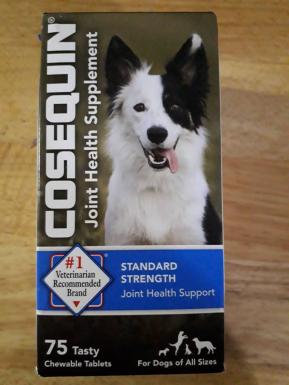 COSEQUIN®
Joint Health Supplement
#1
Veterinarian
Recommended
Brand
STANDARD
STRENGTH
Joint Health Support
75 Tasty
Chewable Tablets
For Dogs of All Sizes